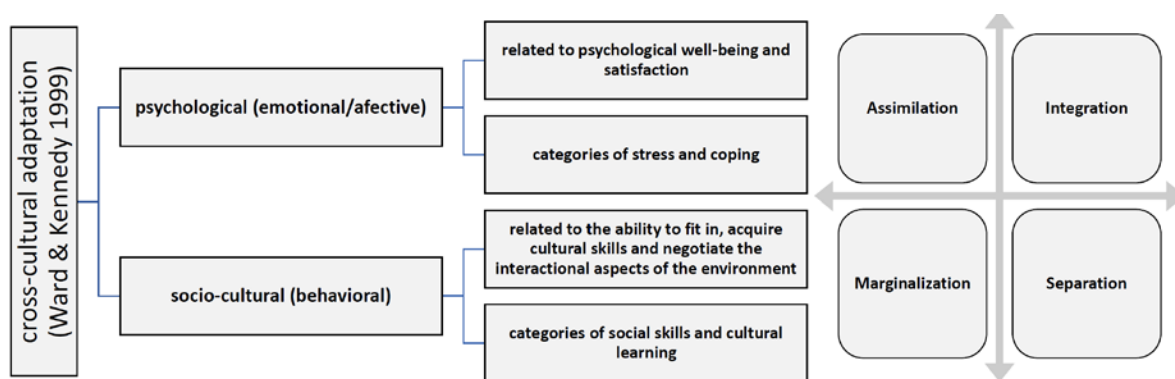 cross-cultural adaptation
(Ward & Kennedy 1999)
psychological (emotional/afective)
socio-cultural (behavioral)
related to psychological well-being and
satisfaction
categories of stress and coping
related to the ability to fit in, acquire
cultural skills and negotiate the
interactional aspects of the environment
categories of social skills and cultural
learning
Assimilation
Integration
Marginalization
Separation